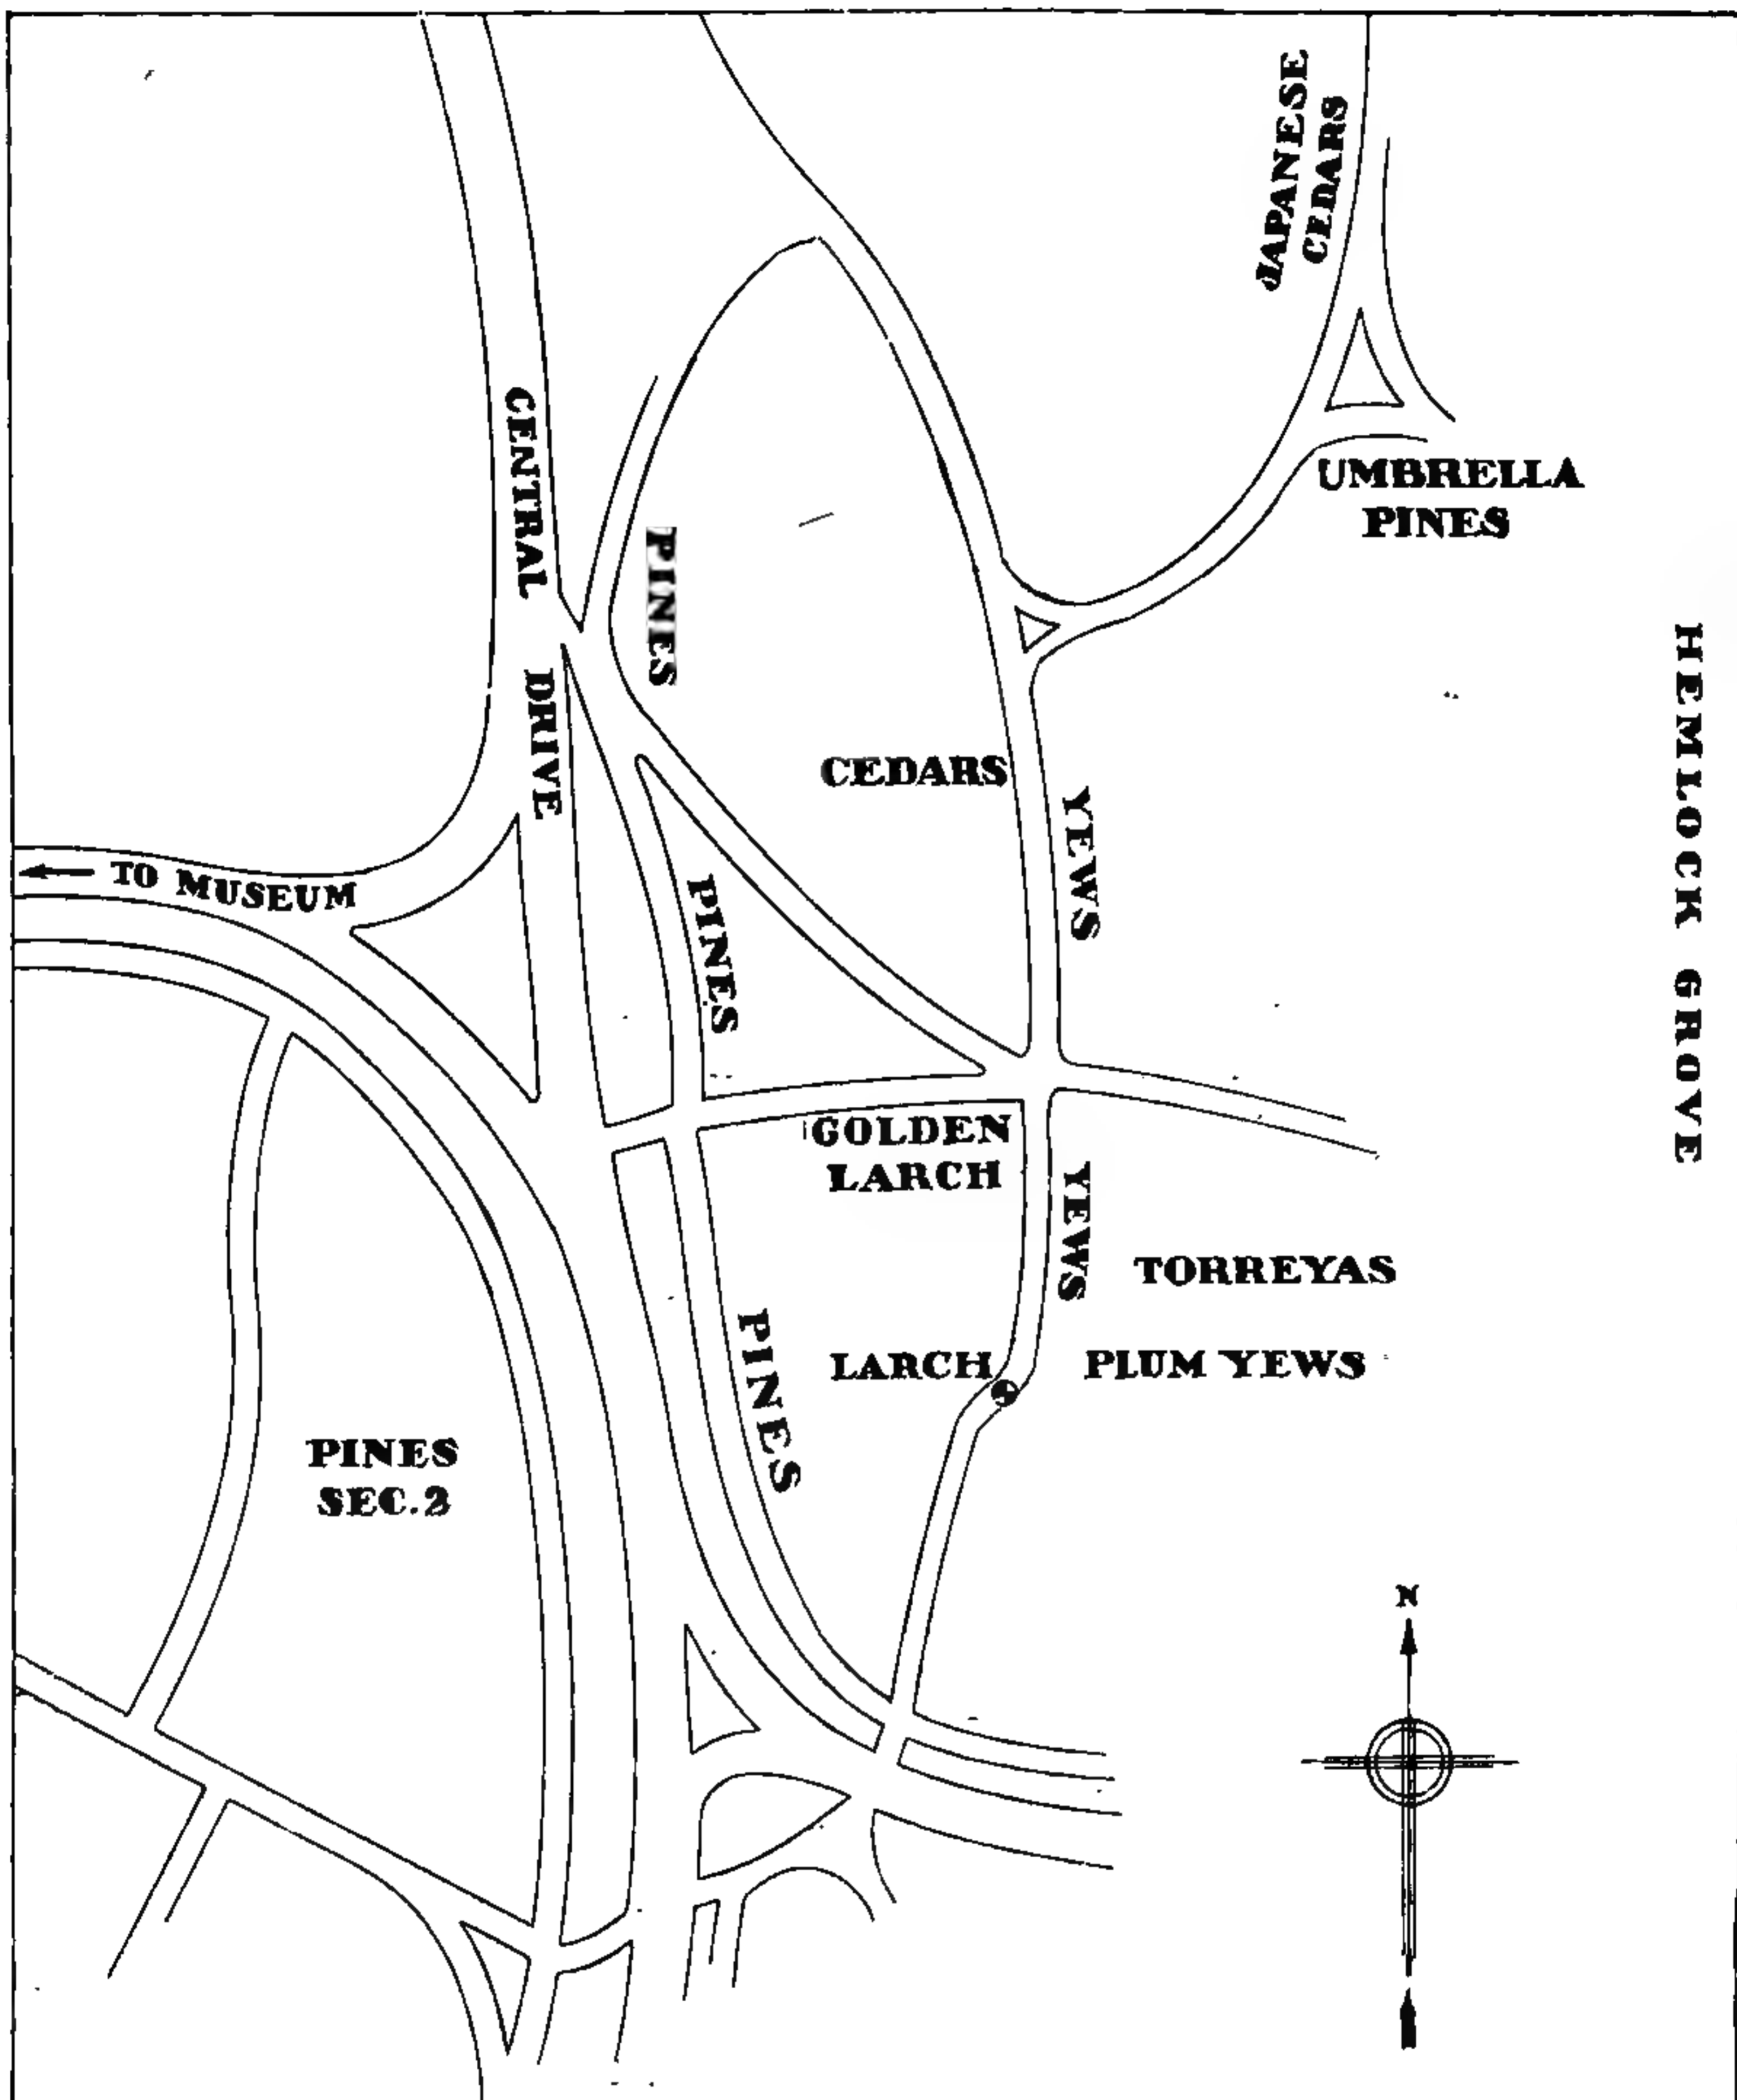 JAPANESE
CEDARS
CENTRAL DRIVE
UMBRELLA
PINES
PINES
HEMLOCK GROVE
CEDARS
YEWS
TO MUSEUM
PINES
GOLDEN
LARCH
YEWS
TORREYAS
PINES
LARCH
PLUM YEWS
PINES
SEC. 2
N